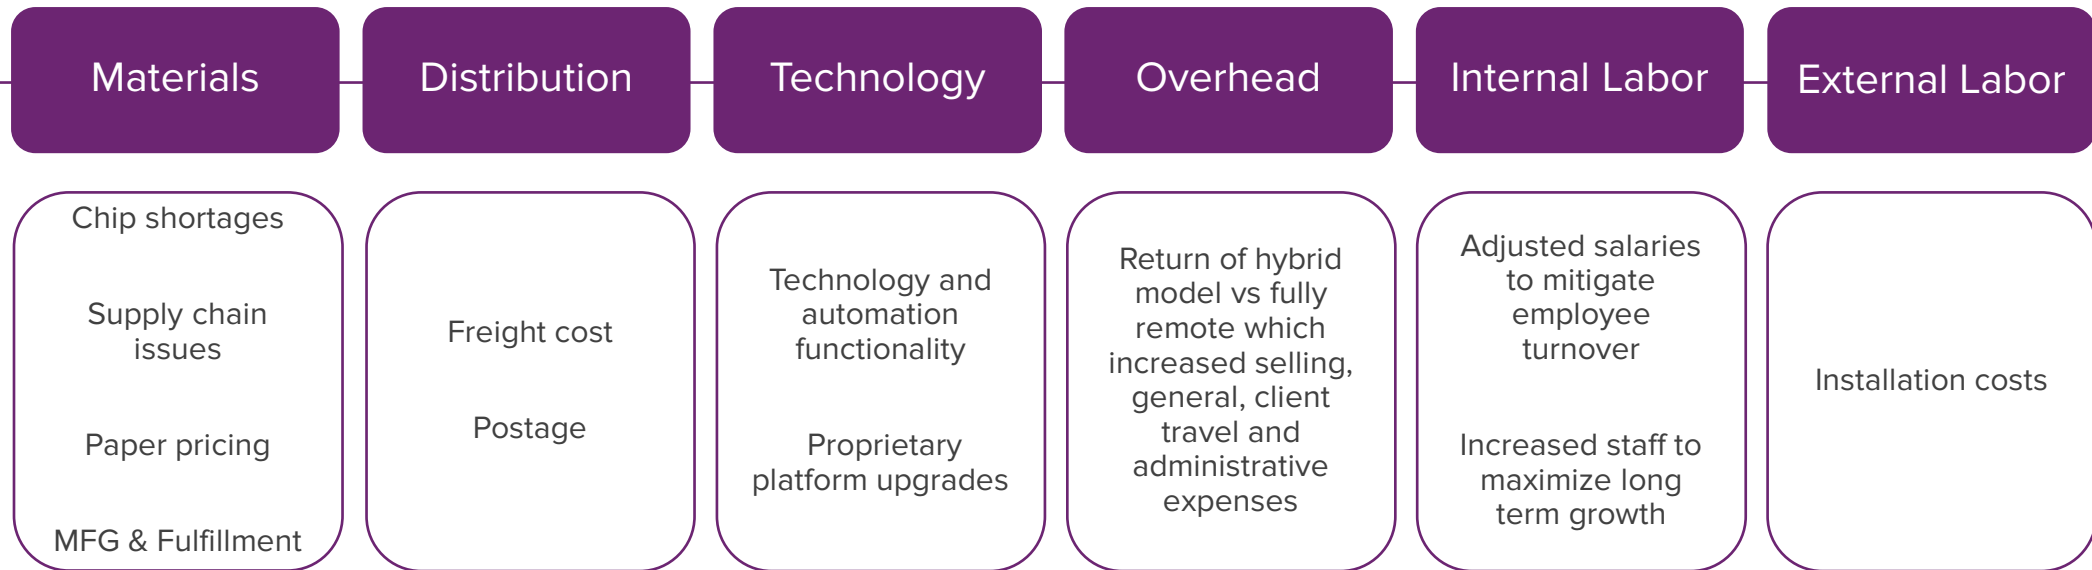 Materials
Distribution
Technology
Overhead
Internal Labor
External Labor
Chip shortages
Supply chain
issues
Paper pricing
MFG & Fulfillment
Freight cost
Postage
Technology and
automation
functionality
Proprietary
platform upgrades
Return of hybrid
model vs fully
remote which
increased selling,
general, client
travel and
administrative
expenses
Adjusted salaries
to mitigate
employee
turnover
Increased staff to
maximize long
term growth
Installation costs